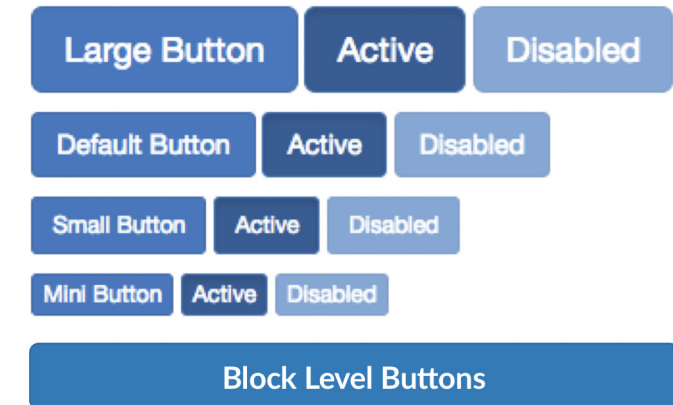 Large Button Active Disabled
Default Button Active Disabled
Small Button Active Disabled
Mini Button Active Disabled
Block Level Buttons